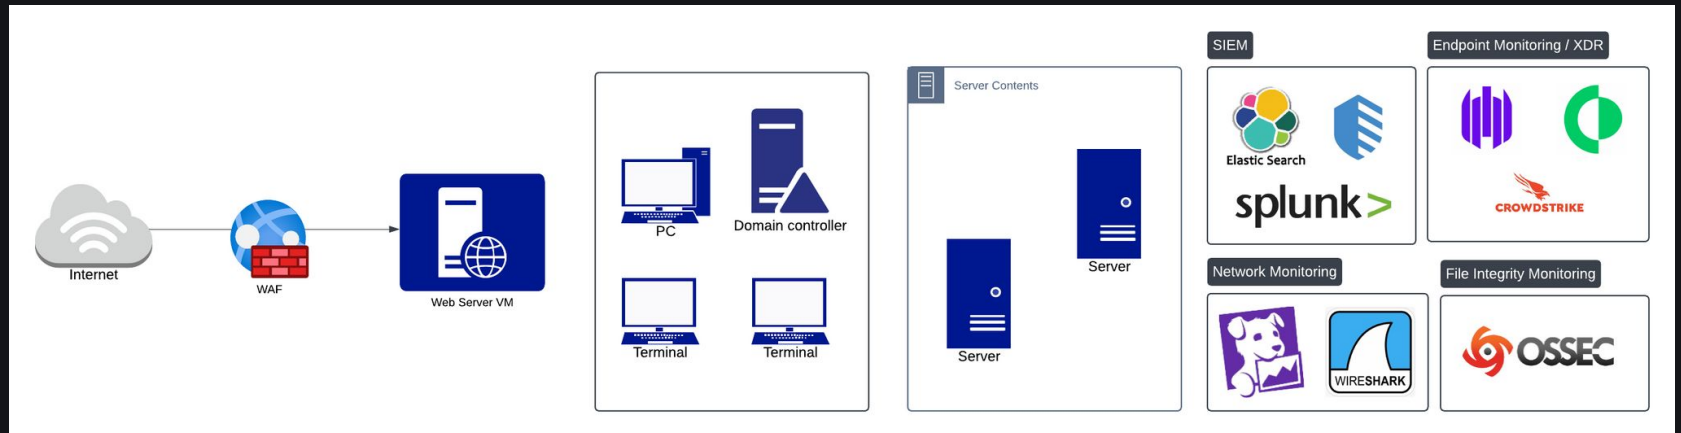 Internet
WAF
Web Server VM
PC
Domain controller
Terminal
Terminal
Server Contents
Server
Server
SIEM
Elastic Search
splunk>
Endpoint Monitoring / XDR
CROWDSTRIKE
Network Monitoring
WIRESHARK
File Integrity Monitoring
OSSEC